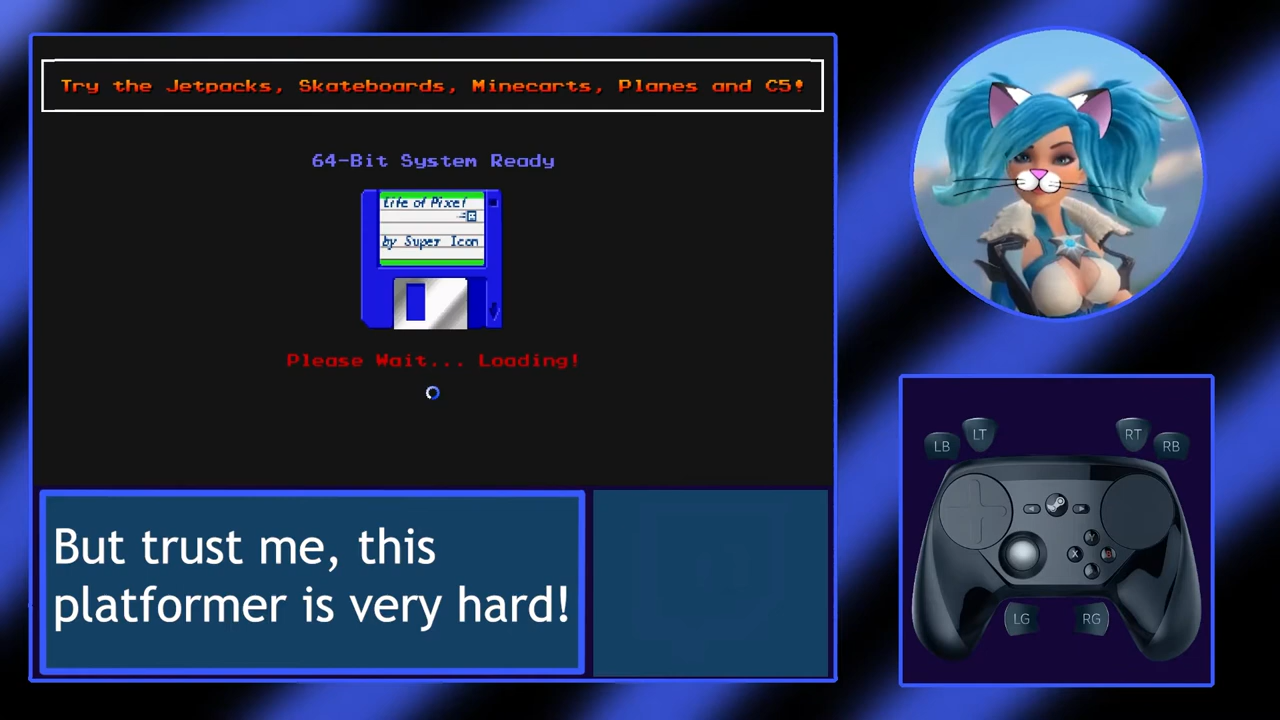 Try the Jetpacks, Skateboards, Minecarts, Planes and C5!
64-Bit System Ready
Life of Pixel
by Super Icon
Please Wait... Loading!
But trust me, this
platformer is very hard!
LB
LT
RT
RB
Y
X
B
LG
RG